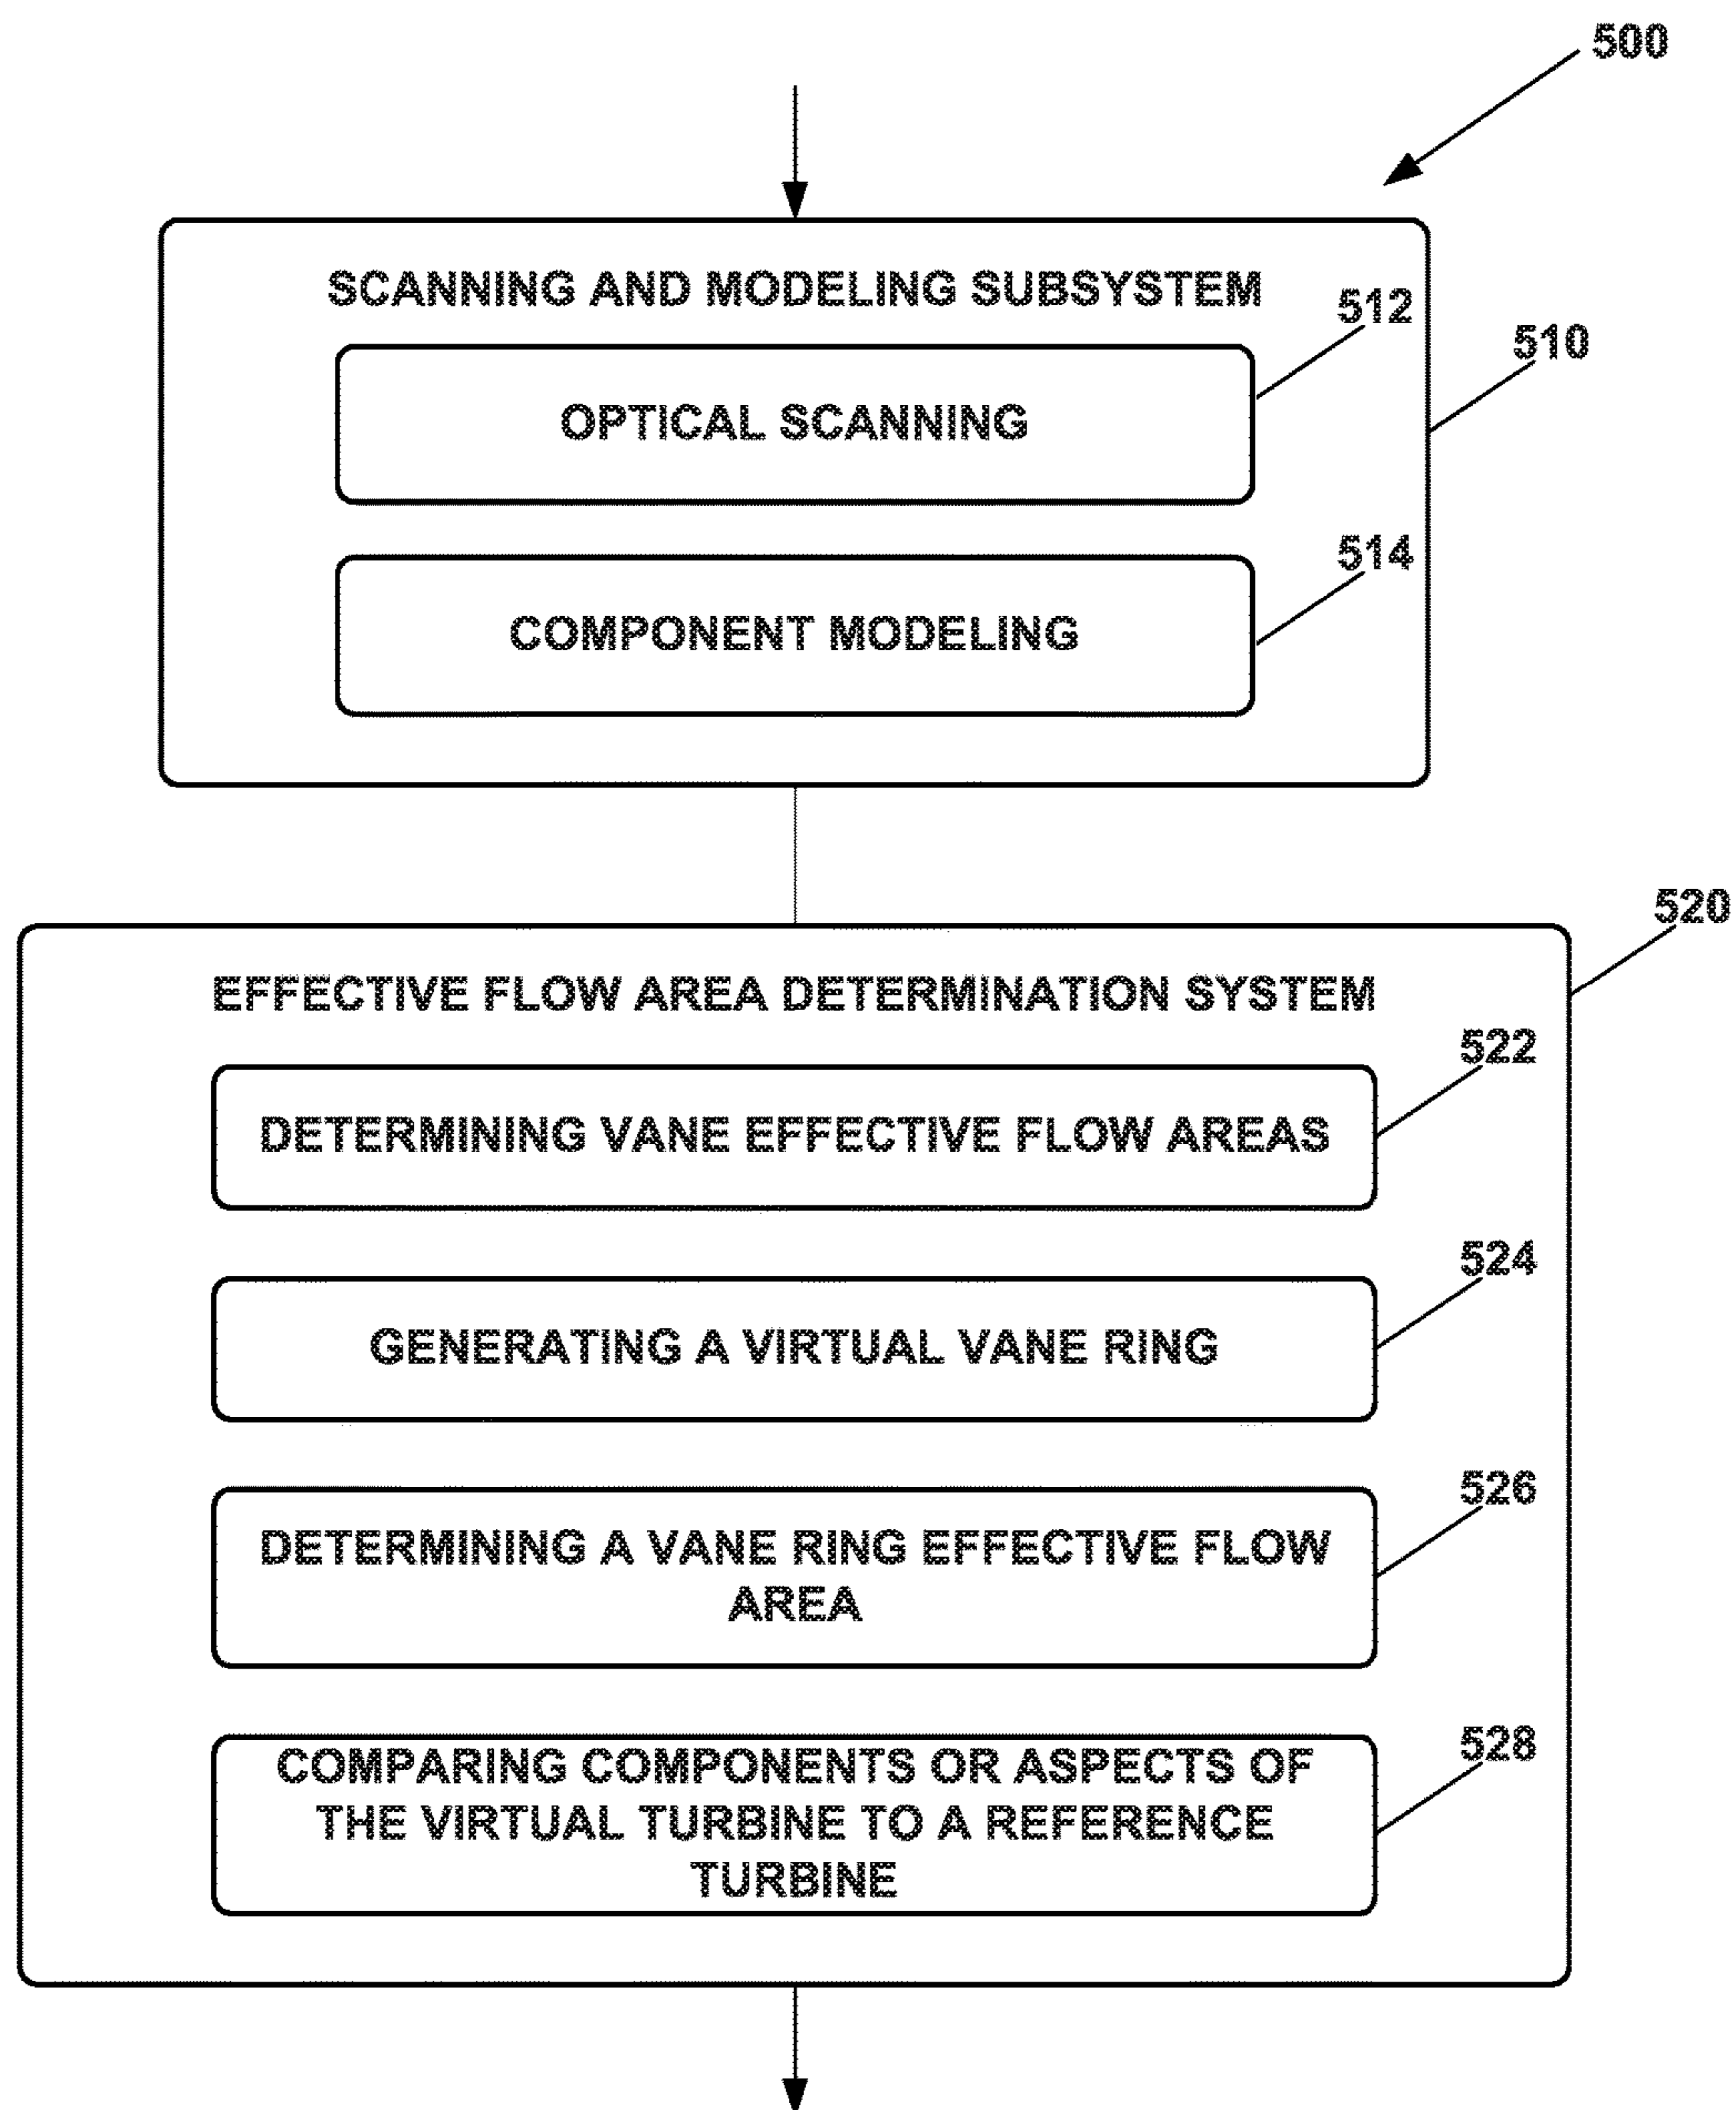 500
SCANNING AND MODELING SUBSYSTEM
512
510
OPTICAL SCANNING
514
COMPONENT MODELING
520
EFFECTIVE FLOW AREA DETERMINATION SYSTEM
522
DETERMINING VANE EFFECTIVE FLOW AREAS
524
GENERATING A VIRTUAL VANE RING
526
DETERMINING A VANE RING EFFECTIVE FLOW
AREA
528
COMPARING COMPONENTS OR ASPECTS OF
THE VIRTUAL TURBINE TO A REFERENCE
TURBINE